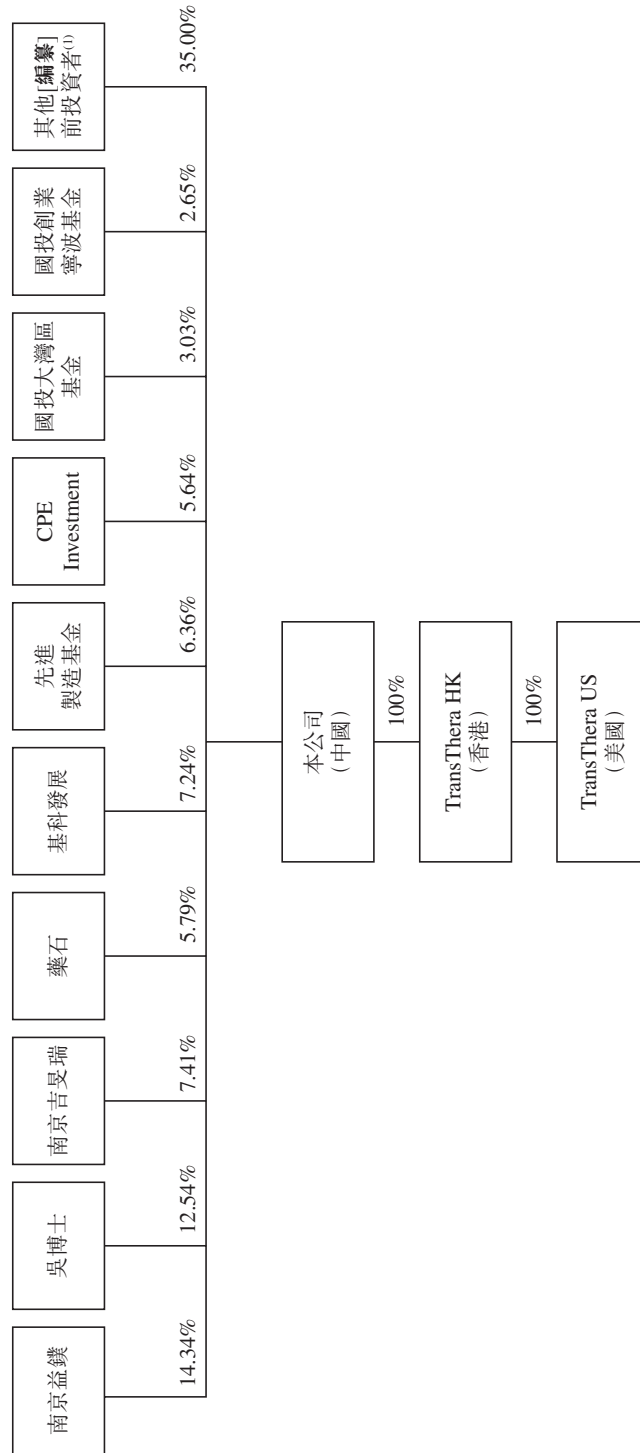 南京益鏷
吳博士
南京吉旻瑞
藥石
基科發展
先進
製造基金
CPE
Investment
國投大灣區
基金
國投創業
寧波基金
其他[編纂]
前投資者(1)
14.34%
12.54%
7.41%
5.79%
7.24%
6.36%
5.64%
3.03%
2.65%
35.00%
本公司
(中國)
100%
TransThera HK
(香港)
100%
TransThera US
(美國)